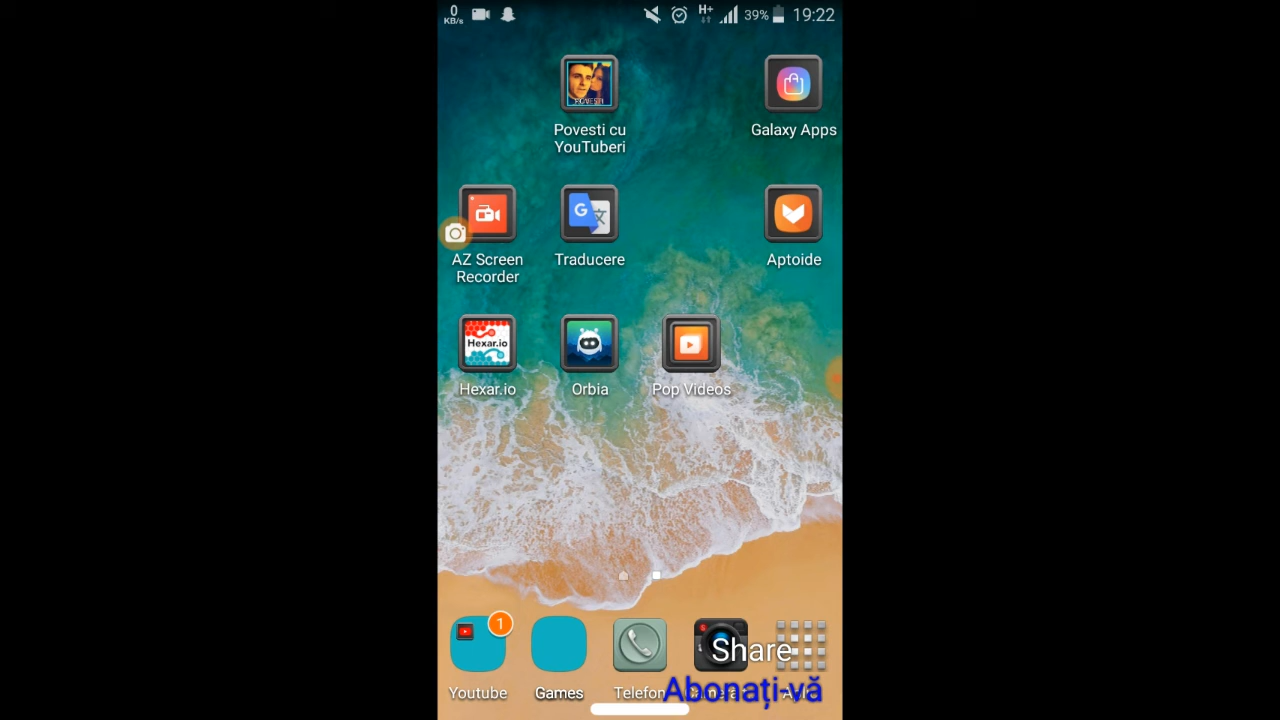 0
KB/s
H+
39%
19:22
Povesti cu
YouTuberi
Galaxy Apps
AZ Screen
Recorder
Traducere
Aptoide
Hexar.io
Hexar.io
Orbia
Pop Videos
1
Share
Youtube
Games
Telefon
Abonați-vă